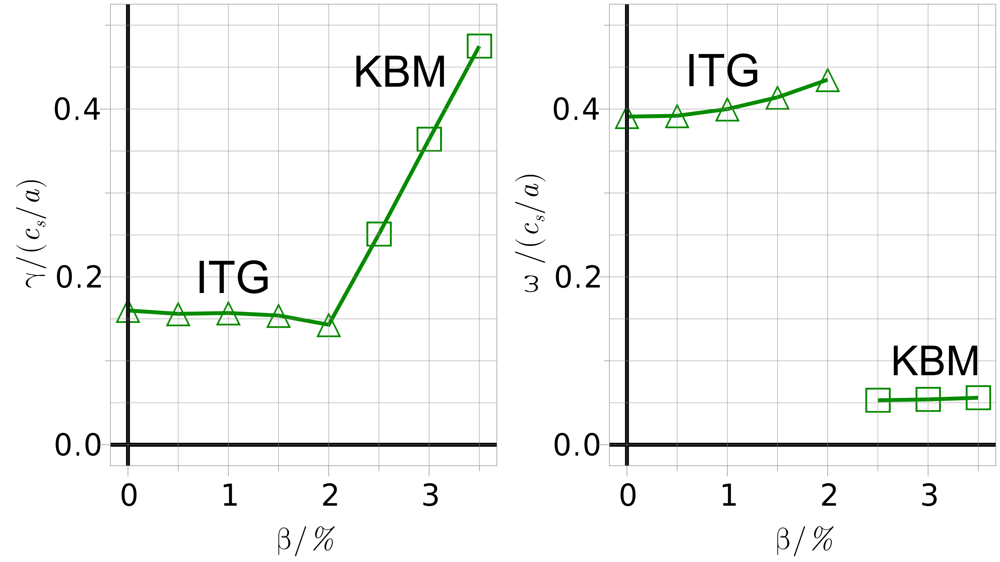 KBM
0.4
γ/(c_s/a)
ITG
0.2
0.0
0 1 2 3
β/%
ITG
0.4
ω/(c_s/a)
0.2
KBM
0.0
0 1 2 3
β/%